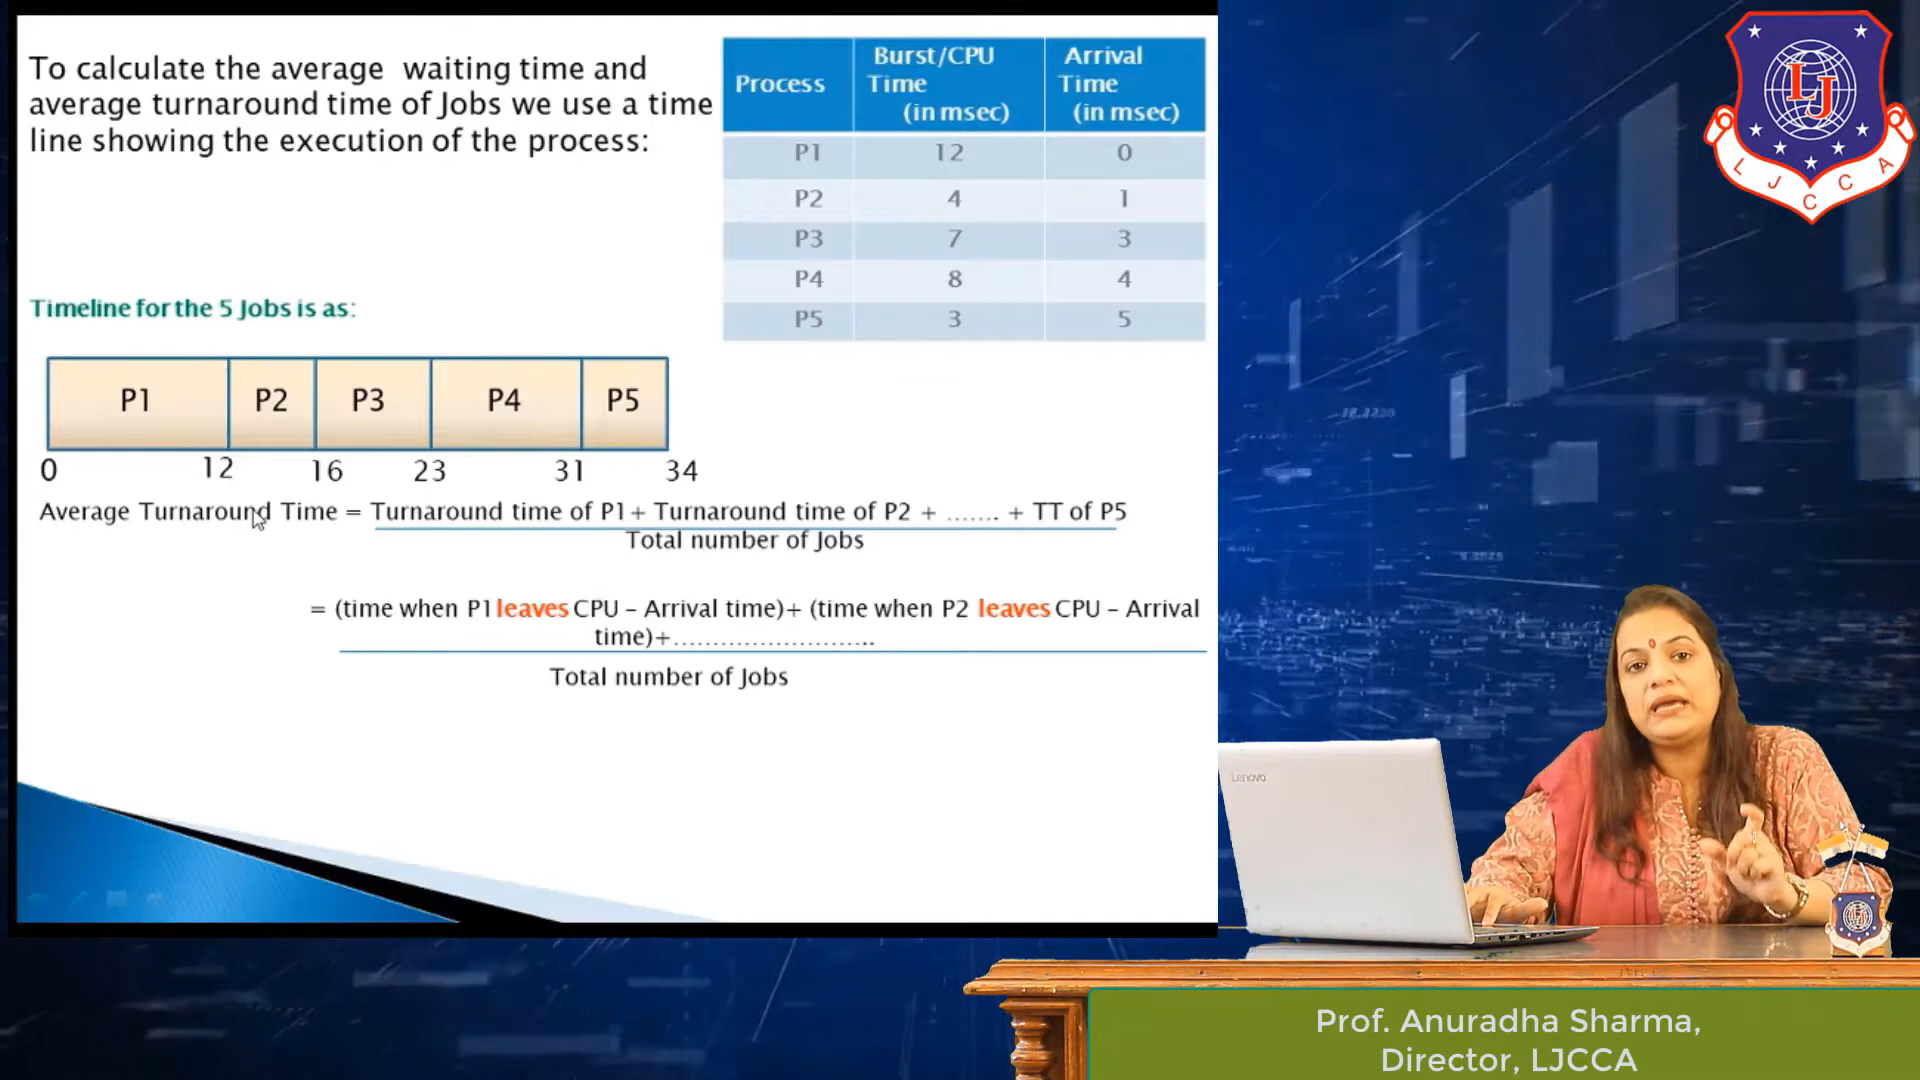 To calculate the average waiting time and
average turnaround time of Jobs we use a time
line showing the execution of the process:
Process Burst/CPU Time (in msec) Arrival Time (in msec)
P1 12 0
P2 4 1
P3 7 3
P4 8 4
P5 3 5
Timeline for the 5 Jobs is as:
P1 P2 P3 P4 P5
0 12 16 23 31 34
Average Turnaround Time = Turnaround time of P1+ Turnaround time of P2 + ....... + TT of P5
Total number of Jobs
= (time when P1 leaves CPU – Arrival time)+ (time when P2 leaves CPU – Arrival
time)+..........................
Total number of Jobs
LJ
L J C C A
Lenovo
LJ
Prof. Anuradha Sharma,
Director, LJCCA